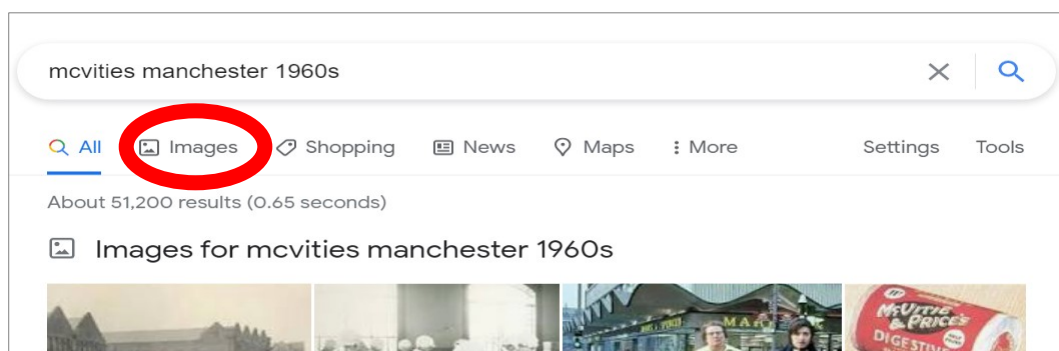 mcvities manchester 1960s
All Images Shopping News Maps More Settings Tools
About 51,200 results (0.65 seconds)
Images for mcvities manchester 1960s
MCVITIE
& PRICE'S
DIGESTIVE